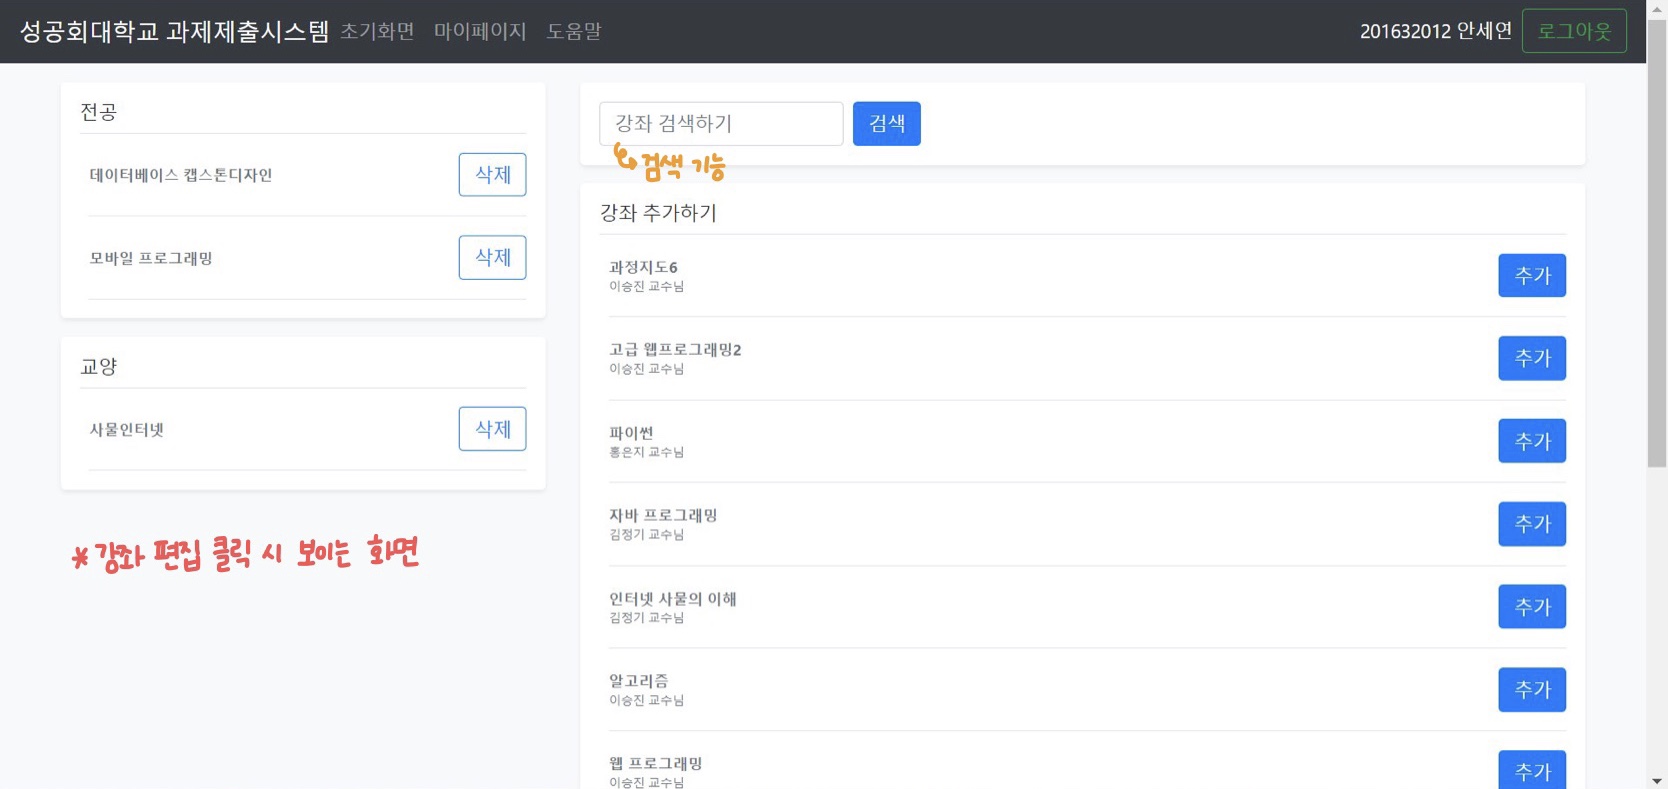 성공회대학교 과제제출시스템 초기화면 마이페이지 도움말 201632012 안세연 로그아웃
전공
데이터베이스 캡스톤디자인 삭제
모바일 프로그래밍 삭제
교양
사물인터넷 삭제
* 강좌 편집 클릭 시 보이는 화면
강좌 검색하기 검색
검색 기능
강좌 추가하기
과정지도6
이승진 교수님
추가
고급 웹프로그래밍2
이승진 교수님
추가
파이썬
홍은지 교수님
추가
자바 프로그래밍
김정기 교수님
추가
인터넷 사물의 이해
김정기 교수님
추가
알고리즘
이승진 교수님
추가
웹 프로그래밍
이승진 교수님
추가